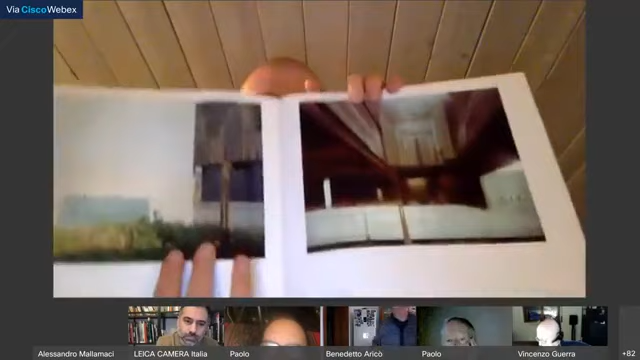 Via Cisco Webex
Alessandro Mallamaci
LEICA CAMERA Italia
Paolo
Benedetto Aricò
Paolo
Vincenzo Guerra
+82